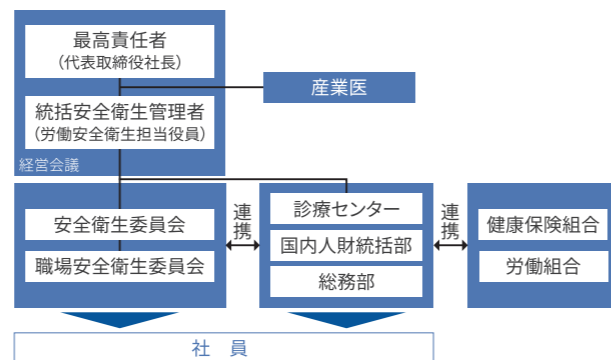 最高責任者
（代表取締役社長）
産業医
統括安全衛生管理者
（労働安全衛生担当役員）
経営会議
安全衛生委員会
職場安全衛生委員会
連携
診療センター
国内人財統括部
総務部
連携
健康保険組合
労働組合
社　員